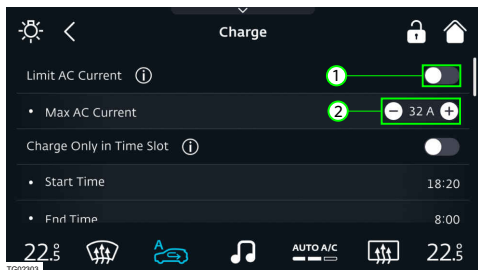 Charge
Limit AC Current i
1
• Max AC Current
2
− 32 A +
Charge Only in Time Slot i
• Start Time 18:20
• End Time 8:00
22.5 A AUTO A/C 22.5
TG02303